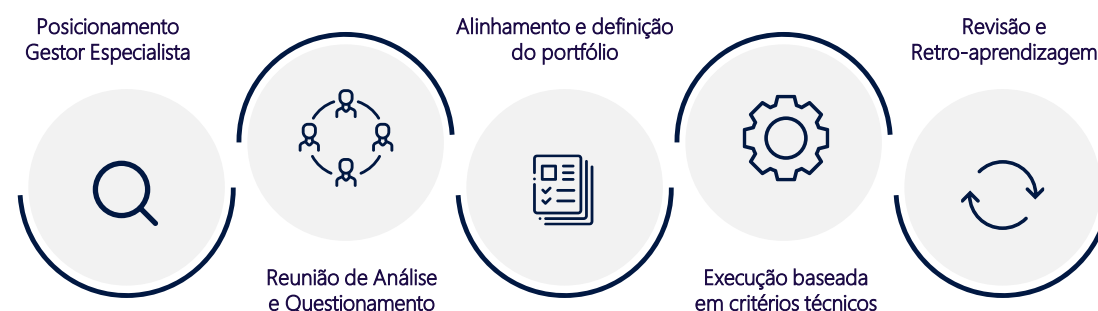 Posicionamento
Gestor Especialista
Reunião de Análise
e Questionamento
Alinhamento e definição
do portfólio
Execução baseada
em critérios técnicos
Revisão e
Retro-aprendizagem